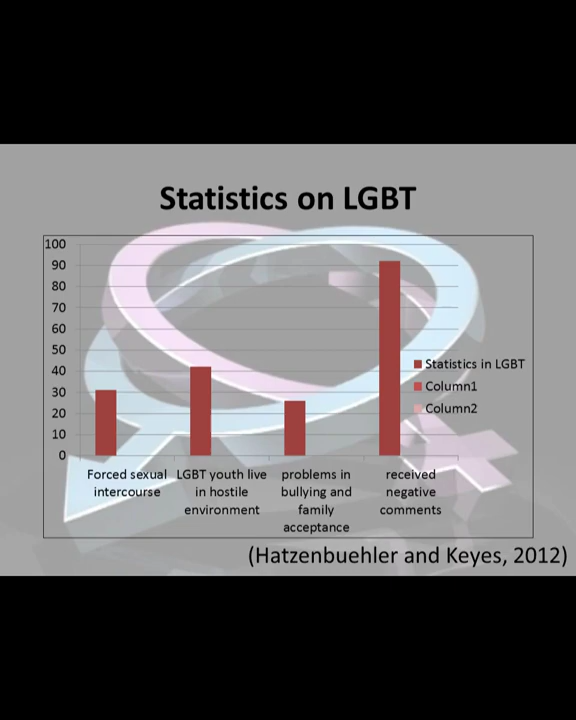 Statistics on LGBT
100
90
80
70
60
50
40
30
20
10
0
Statistics in LGBT
Column1
Column2
Forced sexual
intercourse
LGBT youth live
in hostile
environment
problems in
bullying and
family
acceptance
received
negative
comments
(Hatzenbuehler and Keyes, 2012)